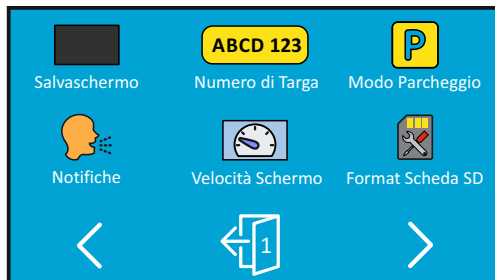 ABCD 123
P
Salvaschermo
Numero di Targa
Modo Parcheggio
Notifiche
Velocità Schermo
Format Scheda SD
1